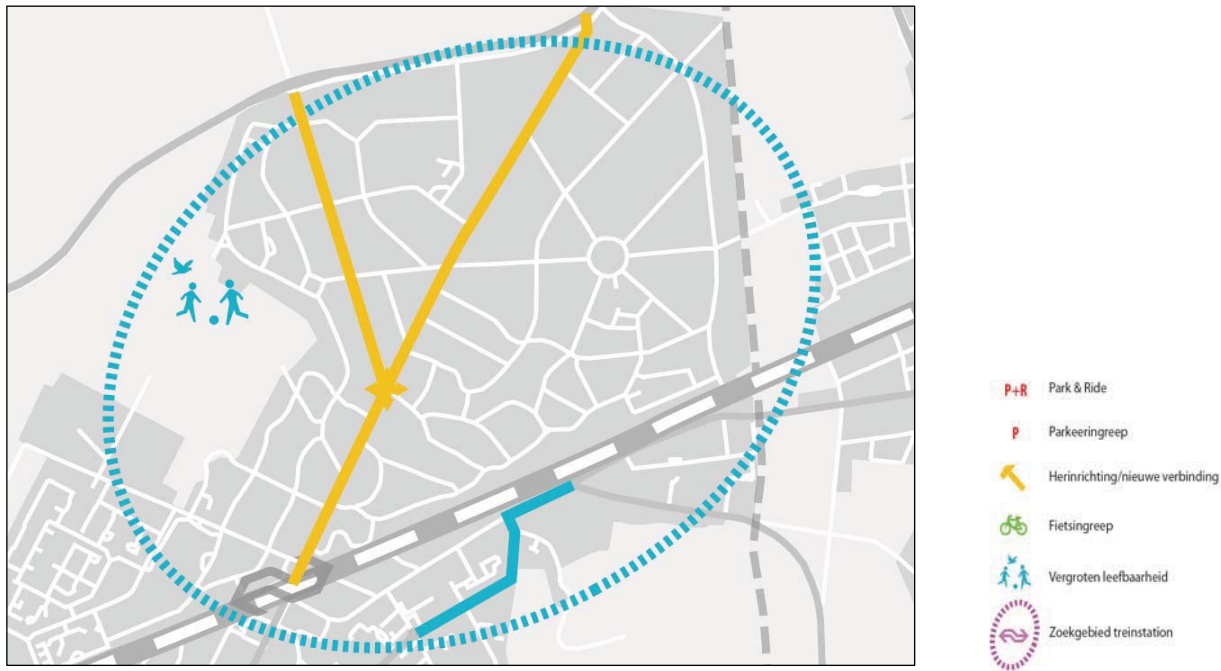 P+R Park & Ride
P Parkeeringreep
Herinrichting/nieuwe verbinding
Fietsingreep
Vergroten leefbaarheid
Zoekgebied treinstation